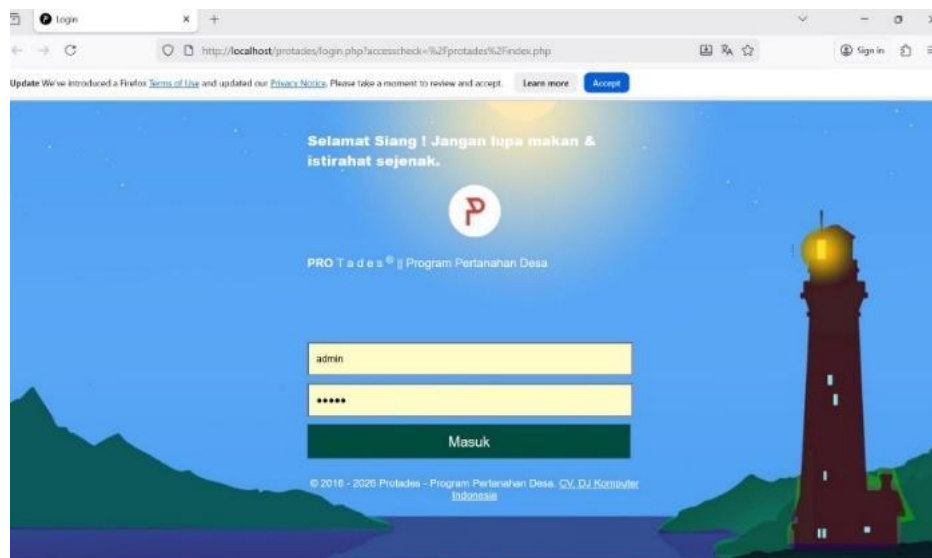 Login
http://localhost/protades/login.php?accesscheck=%2Fprotades%2Findex.php
Sign in
Update We've introduced a Firefox Terms of Use and updated our Privacy Notice. Please take a moment to review and accept. Learn more Accept
Selamat Siang ! Jangan lupa makan &
istirahat sejenak.
PRO T a d e s ® || Program Pertanahan Desa
admin
•••••
Masuk
© 2016 - 2026 Protades - Program Pertanahan Desa. CV. DJ Komputer
Indonesia